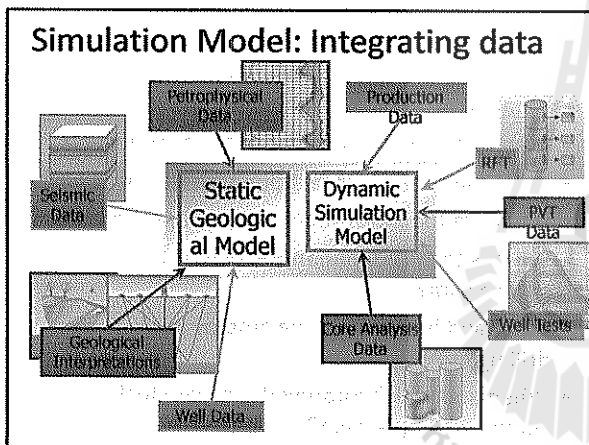 Simulation Model: Integrating data
Petrophysical
Data
Production
Data
RFT
Seismic
Data
Static
Geologic
al Model
Dynamic
Simulation
Model
PVT
Data
Geological
Interpretations
Core Analysis
Data
Well Tests
Well Data